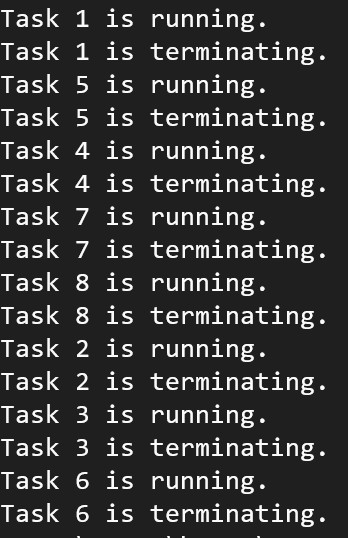 Task 1 is running.
Task 1 is terminating.
Task 5 is running.
Task 5 is terminating.
Task 4 is running.
Task 4 is terminating.
Task 7 is running.
Task 7 is terminating.
Task 8 is running.
Task 8 is terminating.
Task 2 is running.
Task 2 is terminating.
Task 3 is running.
Task 3 is terminating.
Task 6 is running.
Task 6 is terminating.